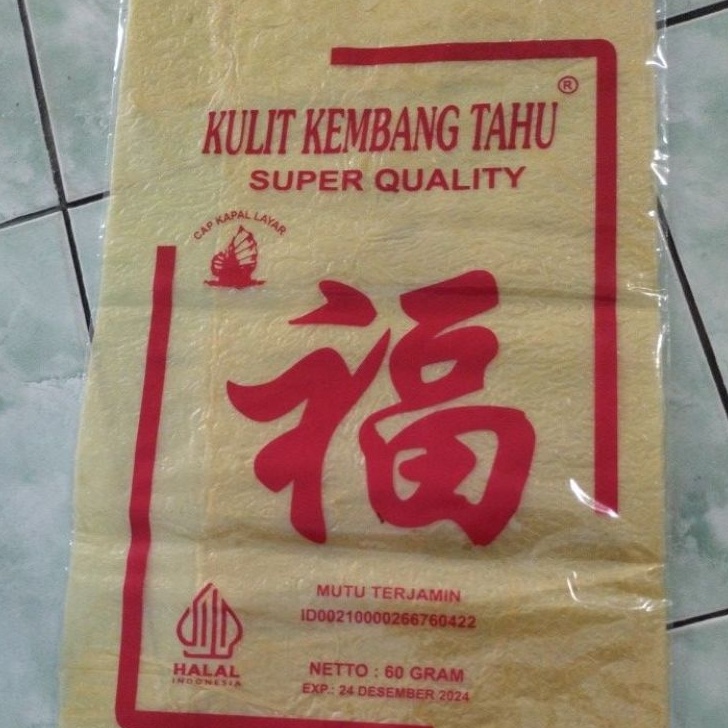 ®
KULIT KEMBANG TAHU
SUPER QUALITY
CAP KAPAL LAYAR
福
MUTU TERJAMIN
ID00210000266760422
HALAL
INDONESIA
NETTO : 60 GRAM
EXP.: 24 DESEMBER 2024